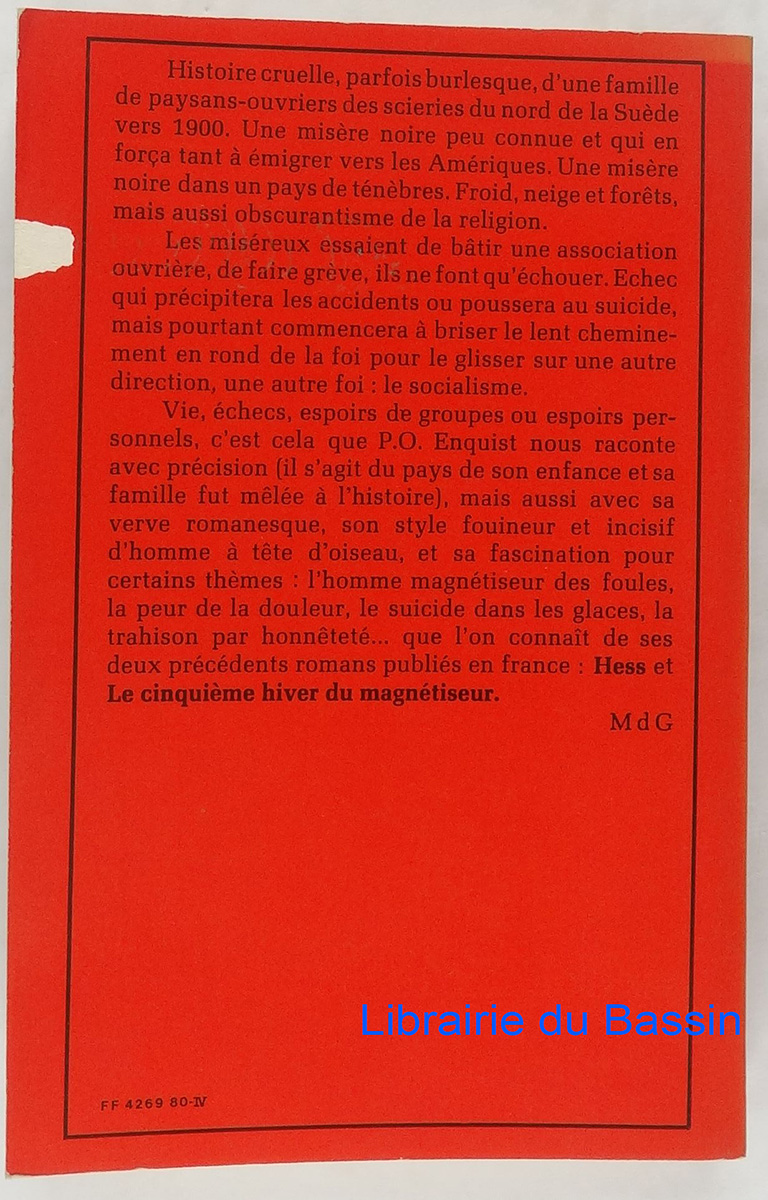 Histoire cruelle, parfois burlesque, d'une famille
de paysans-ouvriers des scieries du nord de la Suède
vers 1900. Une misère noire peu connue et qui en
força tant à émigrer vers les Amériques. Une misère
noire dans un pays de ténèbres. Froid, neige et forêts,
mais aussi obscurantisme de la religion.
Les miséreux essaient de bâtir une association
ouvrière, de faire grève, ils ne font qu'échouer. Echec
qui précipitera les accidents ou poussera au suicide,
mais pourtant commencera à briser le lent chemine-
ment en rond de la foi pour le glisser sur une autre
direction, une autre foi : le socialisme.
Vie, échecs, espoirs de groupes ou espoirs per-
sonnels, c'est cela que P.O. Enquist nous raconte
avec précision (il s'agit du pays de son enfance et sa
famille fut mêlée à l'histoire), mais aussi avec sa
verve romanesque, son style fouineur et incisif
d'homme à tête d'oiseau, et sa fascination pour
certains thèmes : l'homme magnétiseur des foules,
la peur de la douleur, le suicide dans les glaces, la
trahison par honnêteté... que l'on connaît de ses
deux précédents romans publiés en france : Hess et
Le cinquième hiver du magnétiseur.
MdG
Librairie du Bassin
FF 4269 80-IV